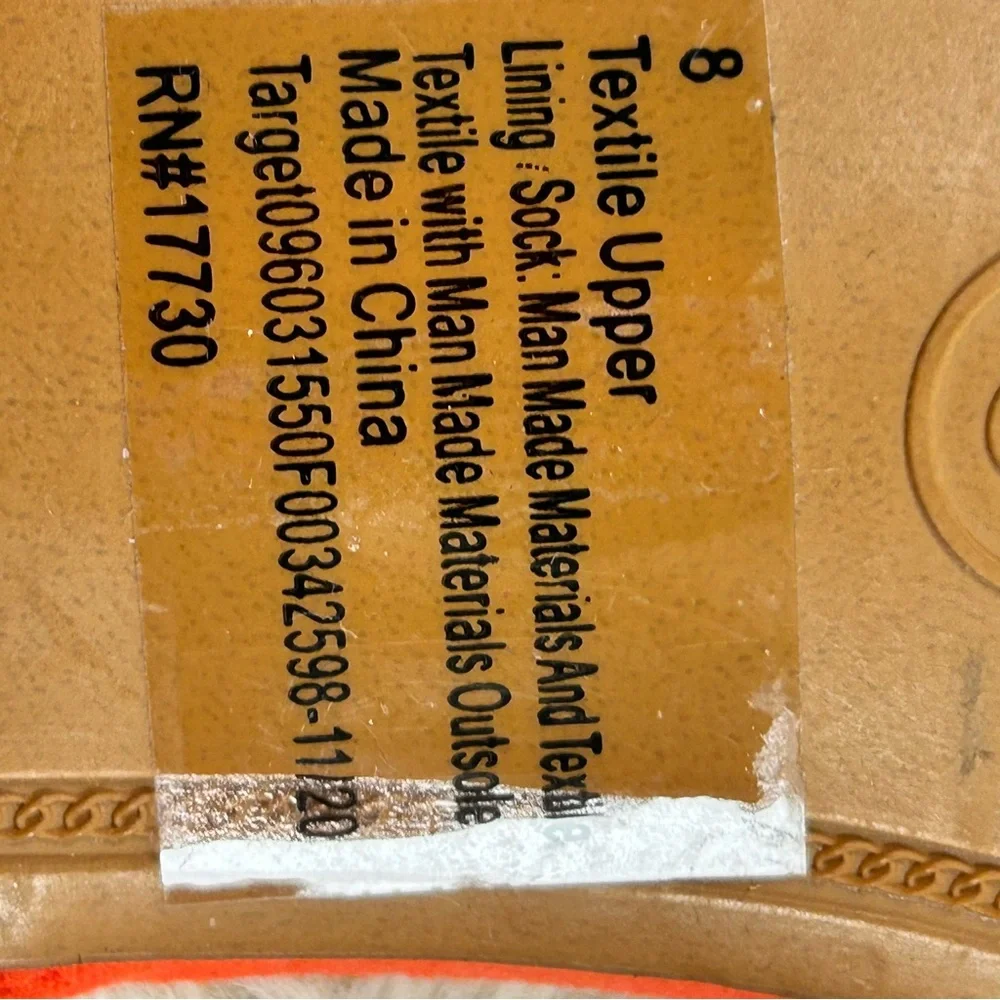 8
Textile Upper
Lining / Sock: Man Made Materials And Textile
Textile with Man Made Materials Outsole
Made in China
Target096031550F00342598-11/20
RN#17730